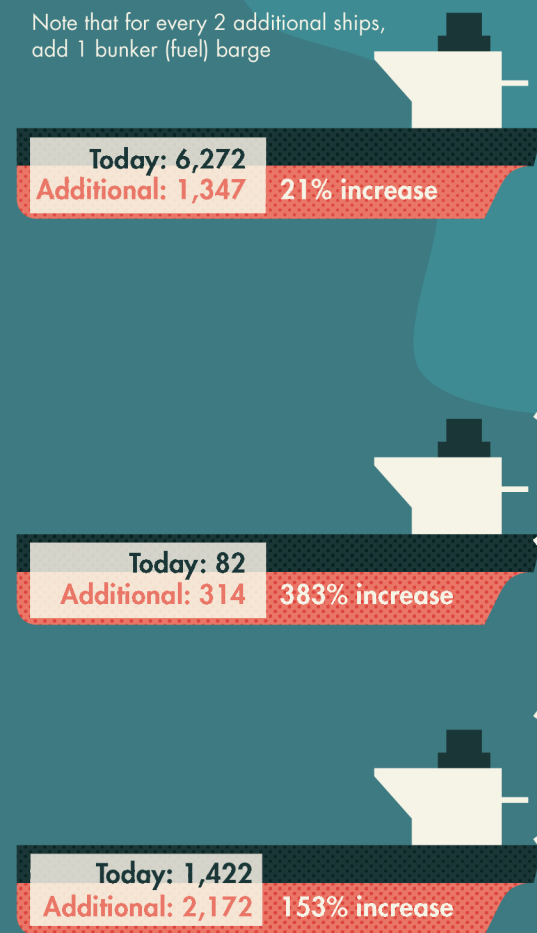 Note that for every 2 additional ships,
add 1 bunker (fuel) barge
Today: 6,272
Additional: 1,347 21% increase
Today: 82
Additional: 314 383% increase
Today: 1,422
Additional: 2,172 153% increase